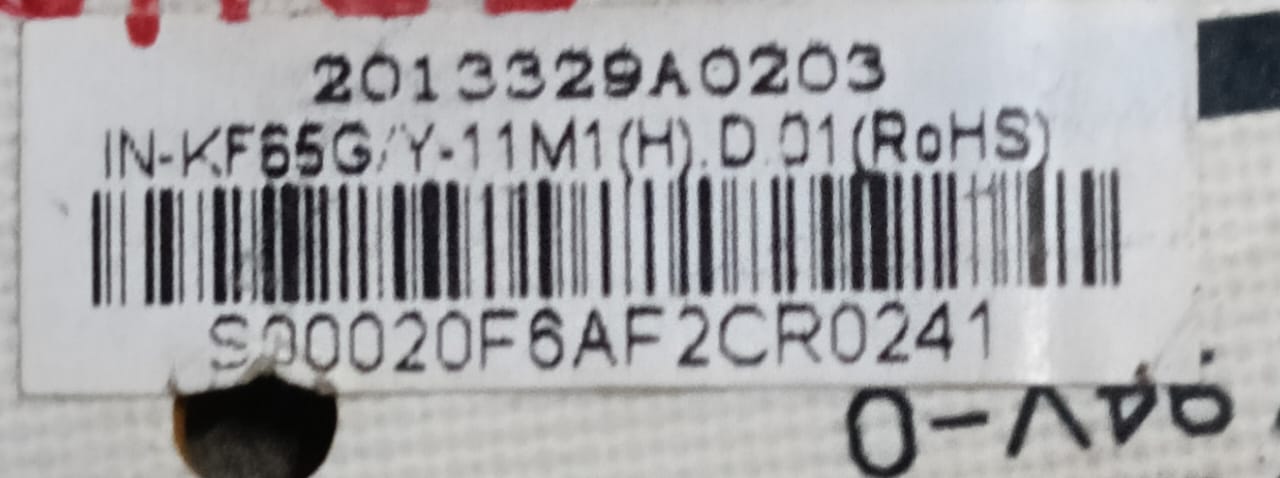 2013329A0203
IN-KF65G/Y-11M1(H).D.01(RoHS)
S00020F6AF2CR0241
94V-0